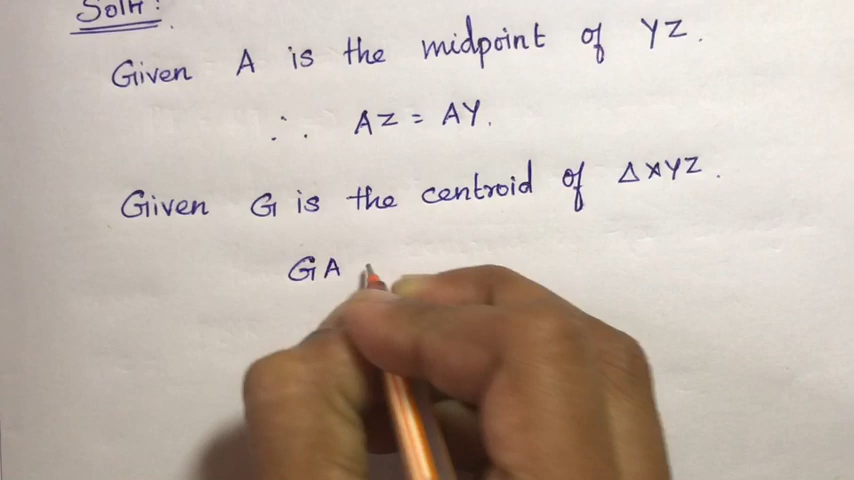 Soln:
Given A is the midpoint of YZ.
∴ AZ = AY.
Given G is the centroid of ΔXYZ.
GA